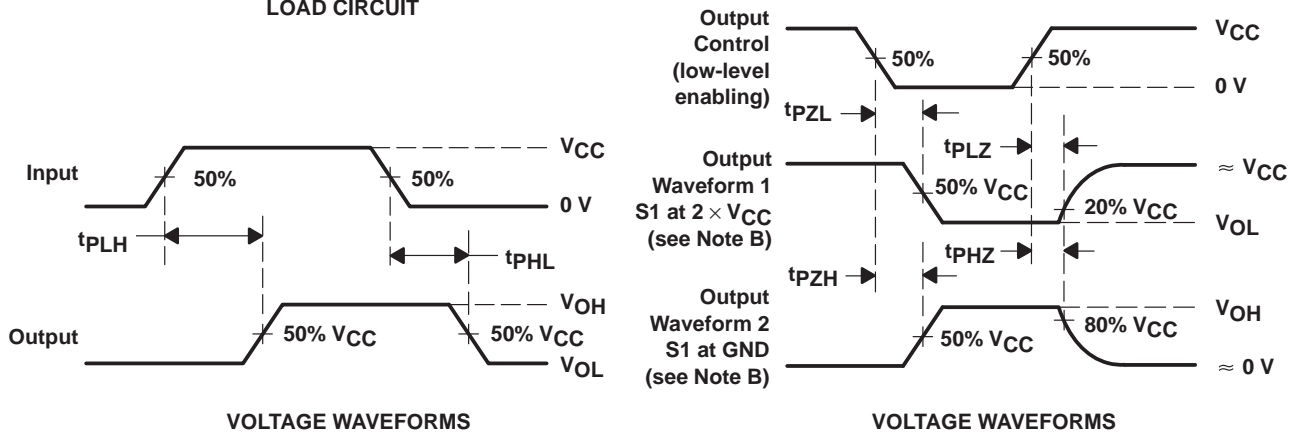 LOAD CIRCUIT
Input
50%
50%
VCC
0 V
tPLH
tPHL
Output
50% VCC
50% VCC
VOH
VOL
VOLTAGE WAVEFORMS
Output
Control
(low-level
enabling)
50%
50%
VCC
0 V
tPZL
tPLZ
Output
Waveform 1
S1 at 2 × VCC
(see Note B)
50% VCC
20% VCC
≈ VCC
VOL
tPZH
tPHZ
Output
Waveform 2
S1 at GND
(see Note B)
50% VCC
80% VCC
VOH
≈ 0 V
VOLTAGE WAVEFORMS